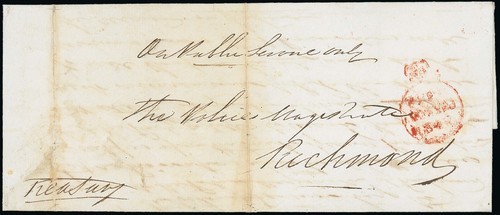 On Public Service only
The Police Magistrate
Richmond
Treasury